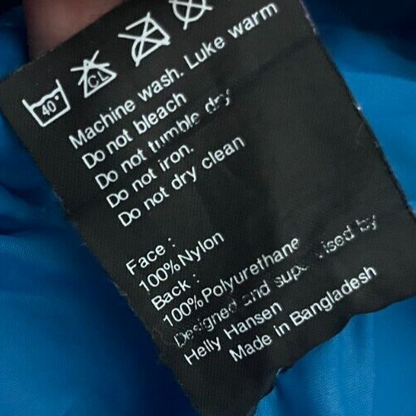 40°
CL
Machine wash. Luke warm
Do not bleach
Do not tumble dry
Do not iron.
Do not dry clean
Face :
100%Nylon
Back :
100%Polyurethane
Designed and supervised by
Helly Hansen
Made in Bangladesh